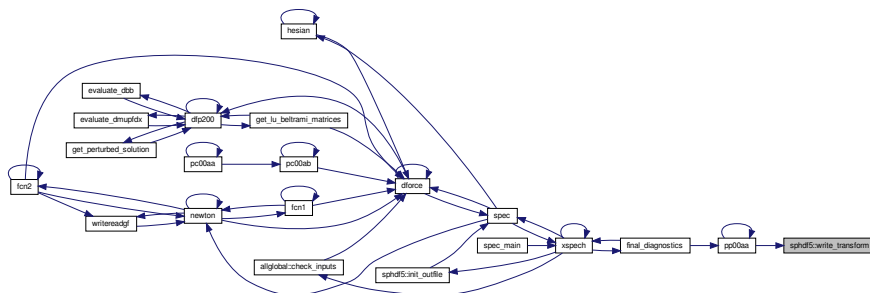 hesian
evaluate_dbb
evaluate_dmupfdx
dfp200
get_lu_beltrami_matrices
get_perturbed_solution
pc00aa
pc00ab
fcn2
dforce
fcn1
newton
writereadgf
spec
spec_main
xspech
final_diagnostics
pp00aa
sphdf5::write_transform
allglobal::check_inputs
sphdf5::init_outfile